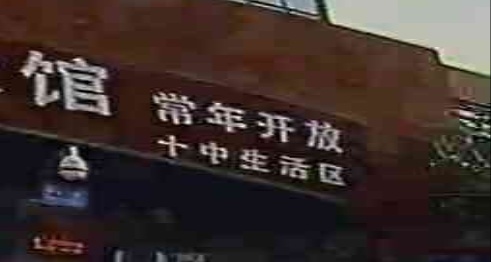 馆
常年开放
十中生活区